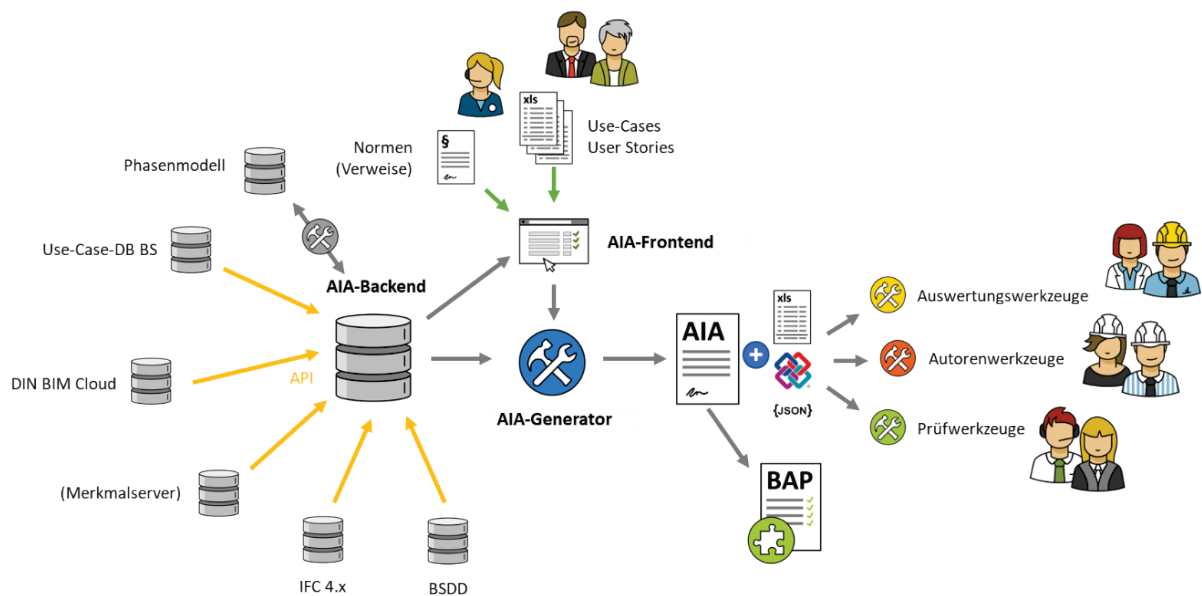 xls
Use-Cases
User Stories
§
Normen
(Verweise)
Phasenmodell
Use-Case-DB BS
AIA-Frontend
AIA-Backend
xls
Auswertungswerkzeuge
AIA
API
DIN BIM Cloud
Autorenwerkzeuge
{JSON}
AIA-Generator
Prüfwerkzeuge
BAP
(Merkmalserver)
IFC 4.x
BSDD